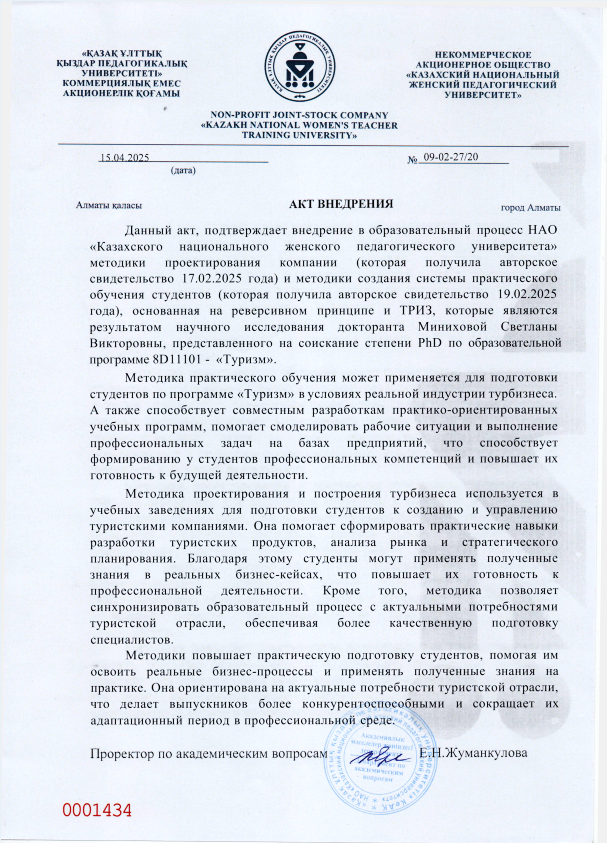 «ҚАЗАҚ ҰЛТТЫҚ
ҚЫЗДАР ПЕДАГОГИКАЛЫҚ
УНИВЕРСИТЕТІ»
КОММЕРЦИЯЛЫҚ ЕМЕС
АКЦИОНЕРЛІК ҚОҒАМЫ
НЕКОММЕРЧЕСКОЕ
АКЦИОНЕРНОЕ ОБЩЕСТВО
«КАЗАХСКИЙ НАЦИОНАЛЬНЫЙ
ЖЕНСКИЙ ПЕДАГОГИЧЕСКИЙ
УНИВЕРСИТЕТ»
NON-PROFIT JOINT-STOCK COMPANY
«KAZAKH NATIONAL WOMEN'S TEACHER
TRAINING UNIVERSITY»
15.04.2025
(дата)
№ 09-02-27/20
Алматы қаласы
АКТ ВНЕДРЕНИЯ
город Алматы
Данный акт, подтверждает внедрение в образовательный процесс НАО
«Казахского национального женского педагогического университета»
методики проектирования компании (которая получила авторское
свидетельство 17.02.2025 года) и методики создания системы практического
обучения студентов (которая получила авторское свидетельство 19.02.2025
года), основанная на реверсивном принципе и ТРИЗ, которые являются
результатом научного исследования докторанта Миниховой Светланы
Викторовны, представленного на соискание степени PhD по образовательной
программе 8D11101 - «Туризм».
Методика практического обучения может применяется для подготовки
студентов по программе «Туризм» в условиях реальной индустрии турбизнеса.
А также способствует совместным разработкам практико-ориентированных
учебных программ, помогает смоделировать рабочие ситуации и выполнение
профессиональных задач на базах предприятий, что способствует
формированию у студентов профессиональных компетенций и повышает их
готовность к будущей деятельности.
Методика проектирования и построения турбизнеса используется в
учебных заведениях для подготовки студентов к созданию и управлению
туристскими компаниями. Она помогает сформировать практические навыки
разработки туристских продуктов, анализа рынка и стратегического
планирования. Благодаря этому студенты могут применять полученные
знания в реальных бизнес-кейсах, что повышает их готовность к
профессиональной деятельности. Кроме того, методика позволяет
синхронизировать образовательный процесс с актуальными потребностями
туристской отрасли, обеспечивая более качественную подготовку
специалистов.
Методики повышает практическую подготовку студентов, помогая им
освоить реальные бизнес-процессы и применять полученные знания на
практике. Она ориентирована на актуальные потребности туристской отрасли,
что делает выпускников более конкурентоспособными и сокращает их
адаптационный период в профессиональной среде.
Проректор по академическим вопросам
Е.Н.Жуманкулова
академическим
вопросам
0001434